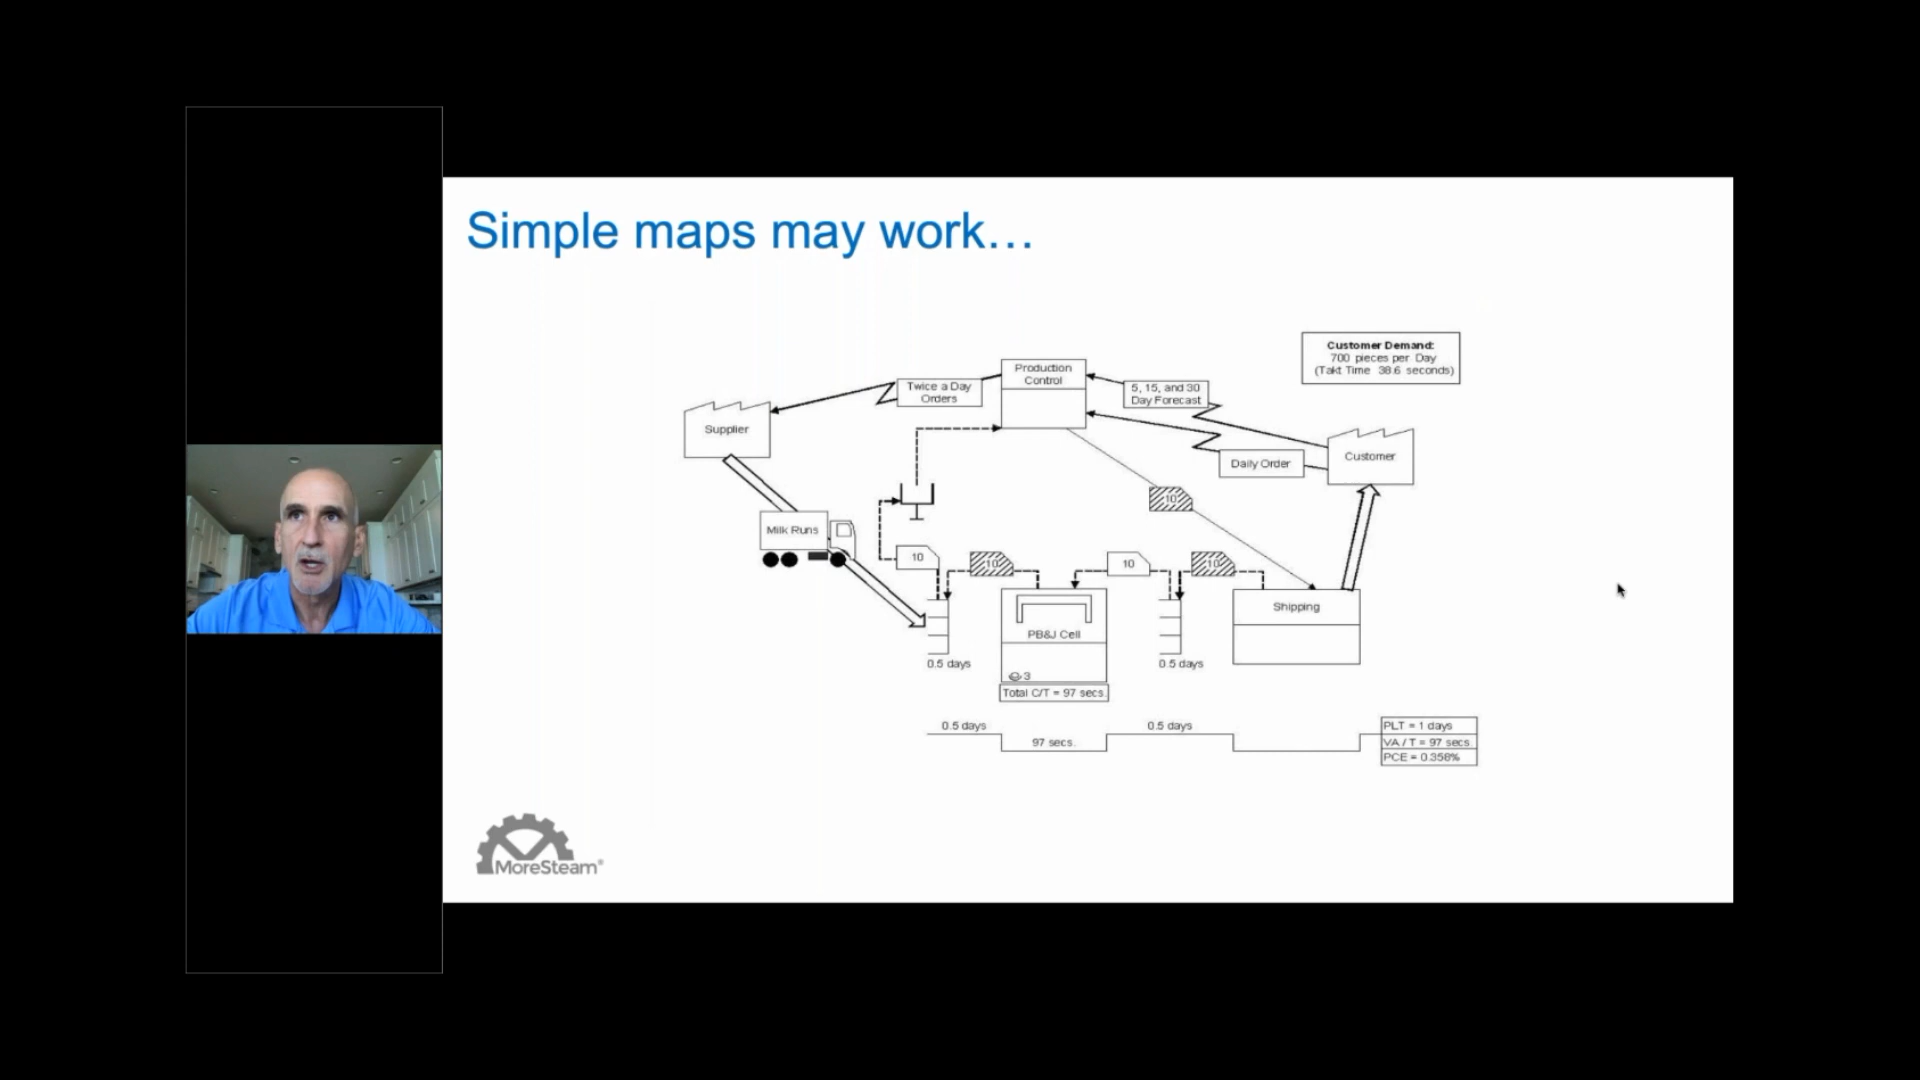 Simple maps may work…
Customer Demand:
700 pieces per Day
(Takt Time 38.6 seconds)
Production
Control
Twice a Day
Orders
5, 15, and 30
Day Forecast
Supplier
Customer
Daily Order
10
Milk Runs
10
10
10
10
PB&J Cell
Shipping
0.5 days
0.5 days
3
Total C/T = 97 secs.
0.5 days
0.5 days
97 secs.
PLT = 1 days
VA / T = 97 secs.
PCE = 0.358%
MoreSteam®